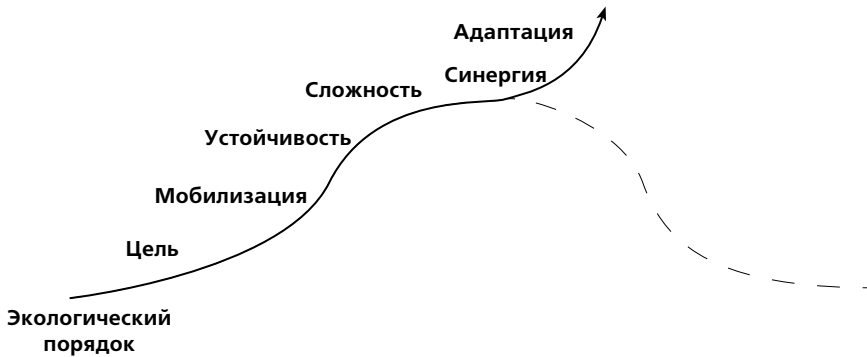 Адаптация
Синергия
Сложность
Устойчивость
Мобилизация
Цель
Экологический
порядок